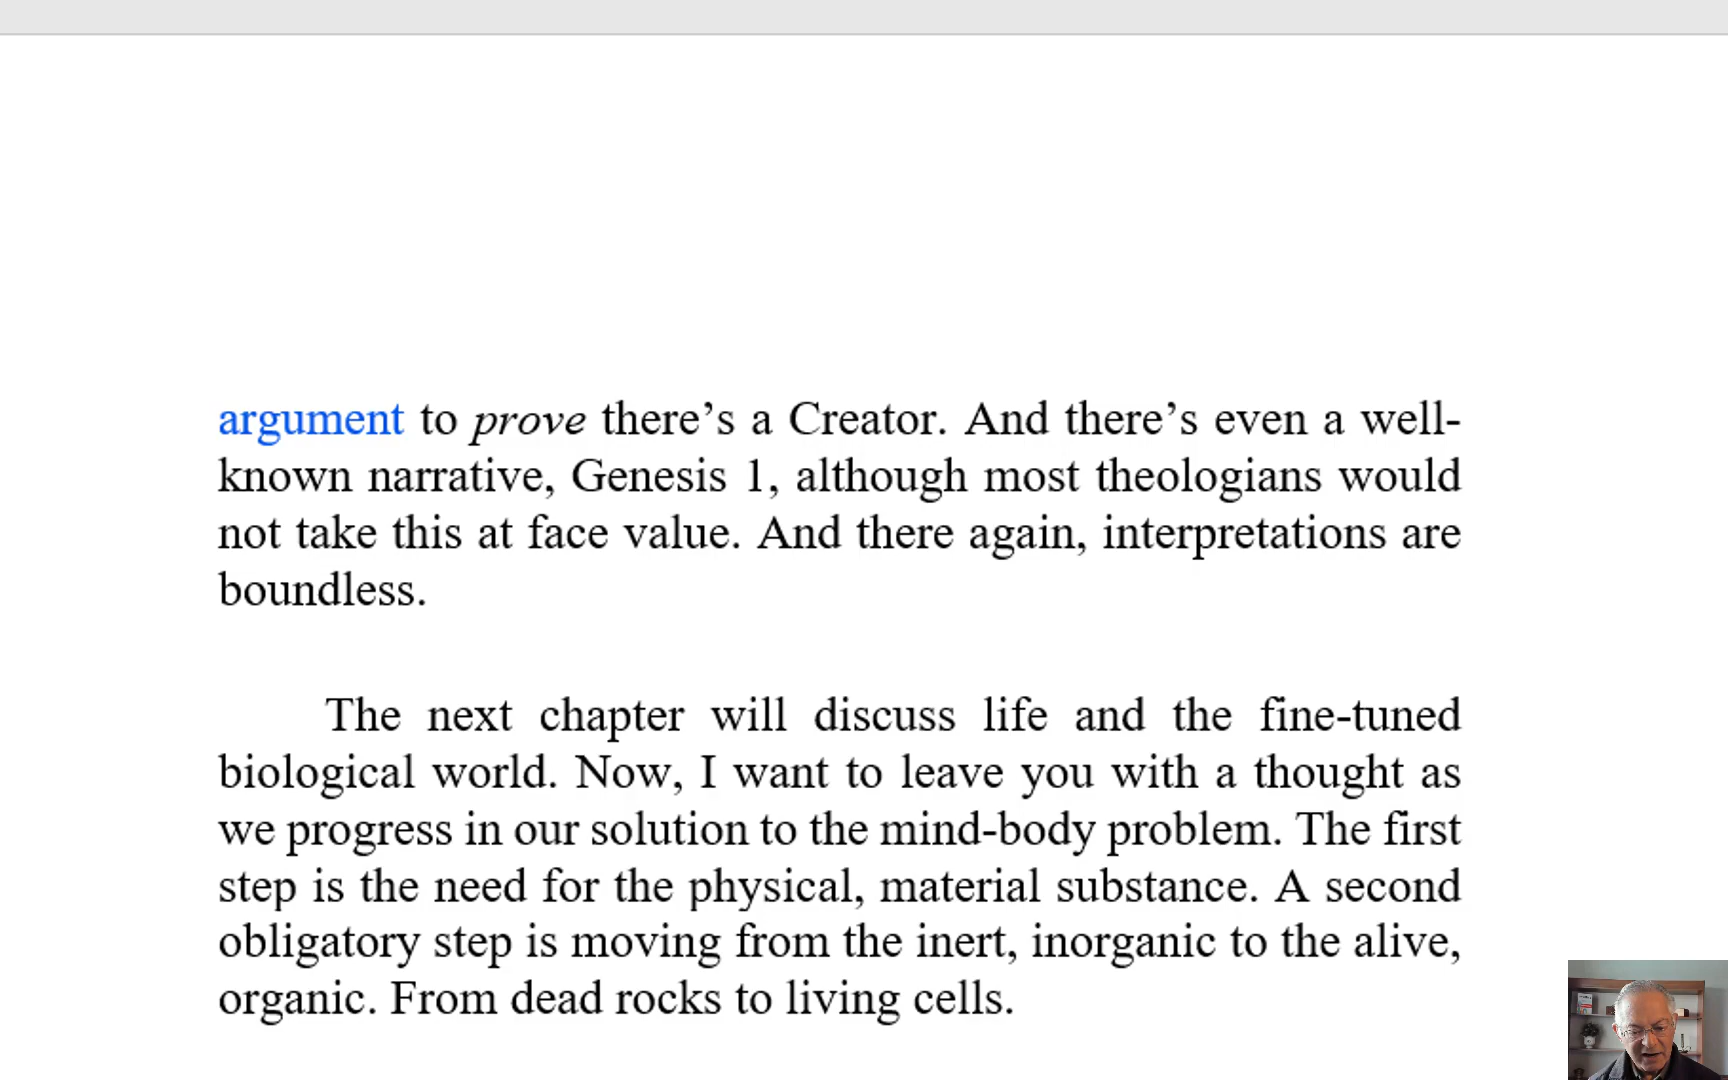 argument to prove there’s a Creator. And there’s even a well-
known narrative, Genesis 1, although most theologians would
not take this at face value. And there again, interpretations are
boundless.
The next chapter will discuss life and the fine-tuned
biological world. Now, I want to leave you with a thought as
we progress in our solution to the mind-body problem. The first
step is the need for the physical, material substance. A second
obligatory step is moving from the inert, inorganic to the alive,
organic. From dead rocks to living cells.